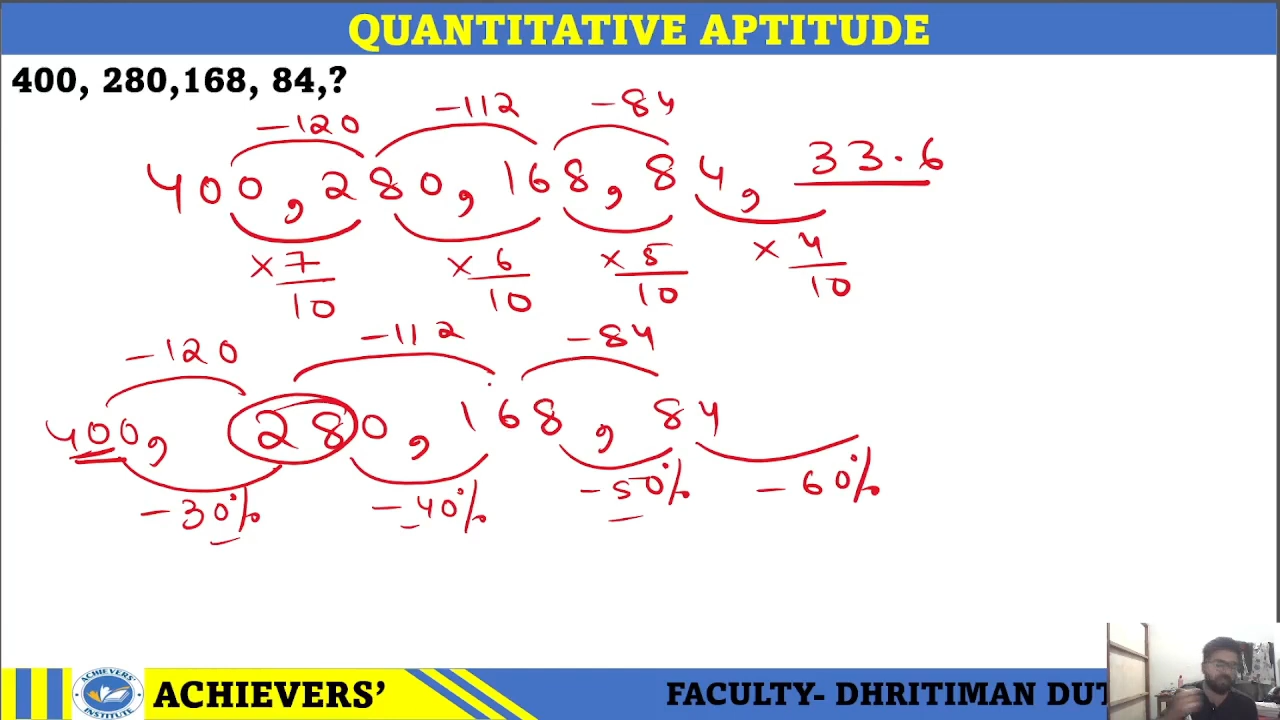 QUANTITATIVE APTITUDE
400, 280,168, 84,?
-120 -112 -84
400, 280, 168, 84, 33.6
×7/10 ×6/10 ×5/10 ×4/10
-120 -112 -84
400, 280, 168, 84
-30% -40% -50% -60%
ACHIEVERS' INSTITUTE
ACHIEVERS’ FACULTY- DHRITIMAN DUT